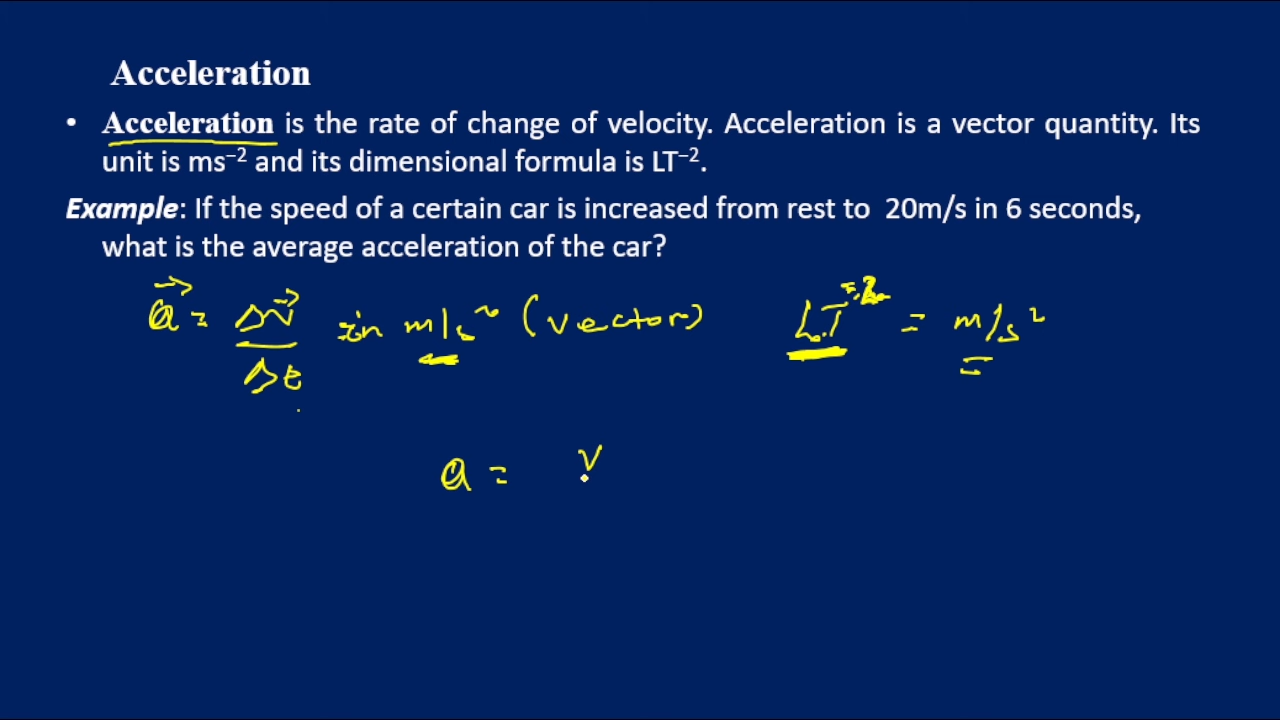 Acceleration
• Acceleration is the rate of change of velocity. Acceleration is a vector quantity. Its
unit is ms⁻² and its dimensional formula is LT⁻².
Example: If the speed of a certain car is increased from rest to 20m/s in 6 seconds,
what is the average acceleration of the car?
a⃗ = Δv⃗ / Δt in m/s² (vector) L.T⁻² = m/s²
a = v